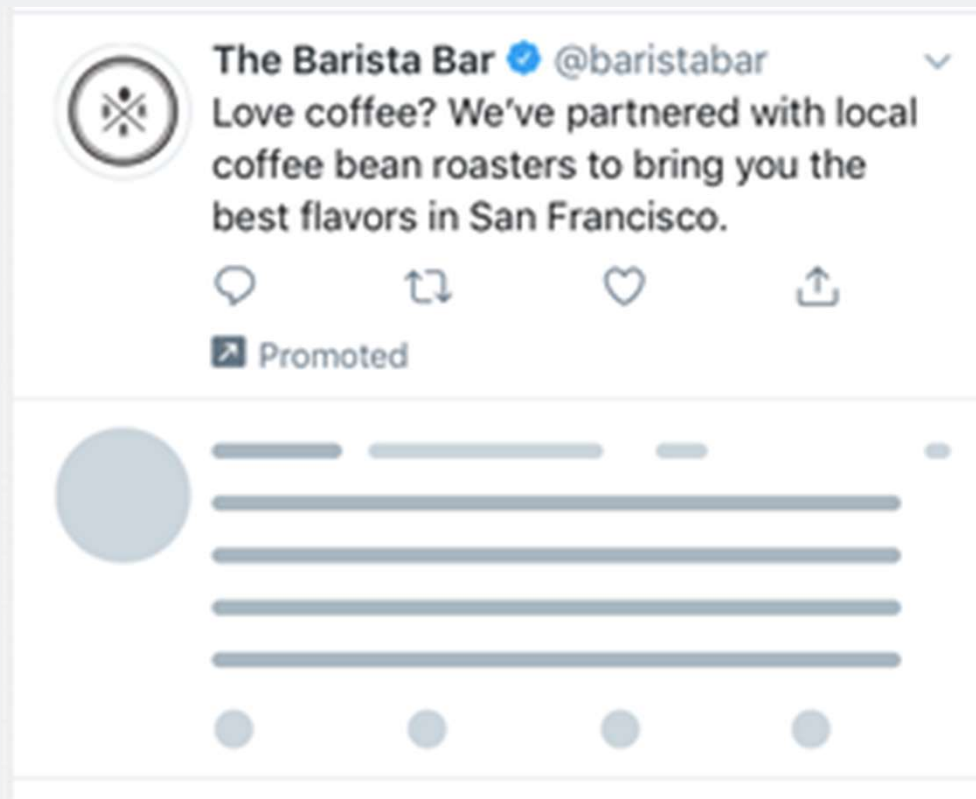 The Barista Bar @baristabar
Love coffee? We’ve partnered with local
coffee bean roasters to bring you the
best flavors in San Francisco.
Promoted